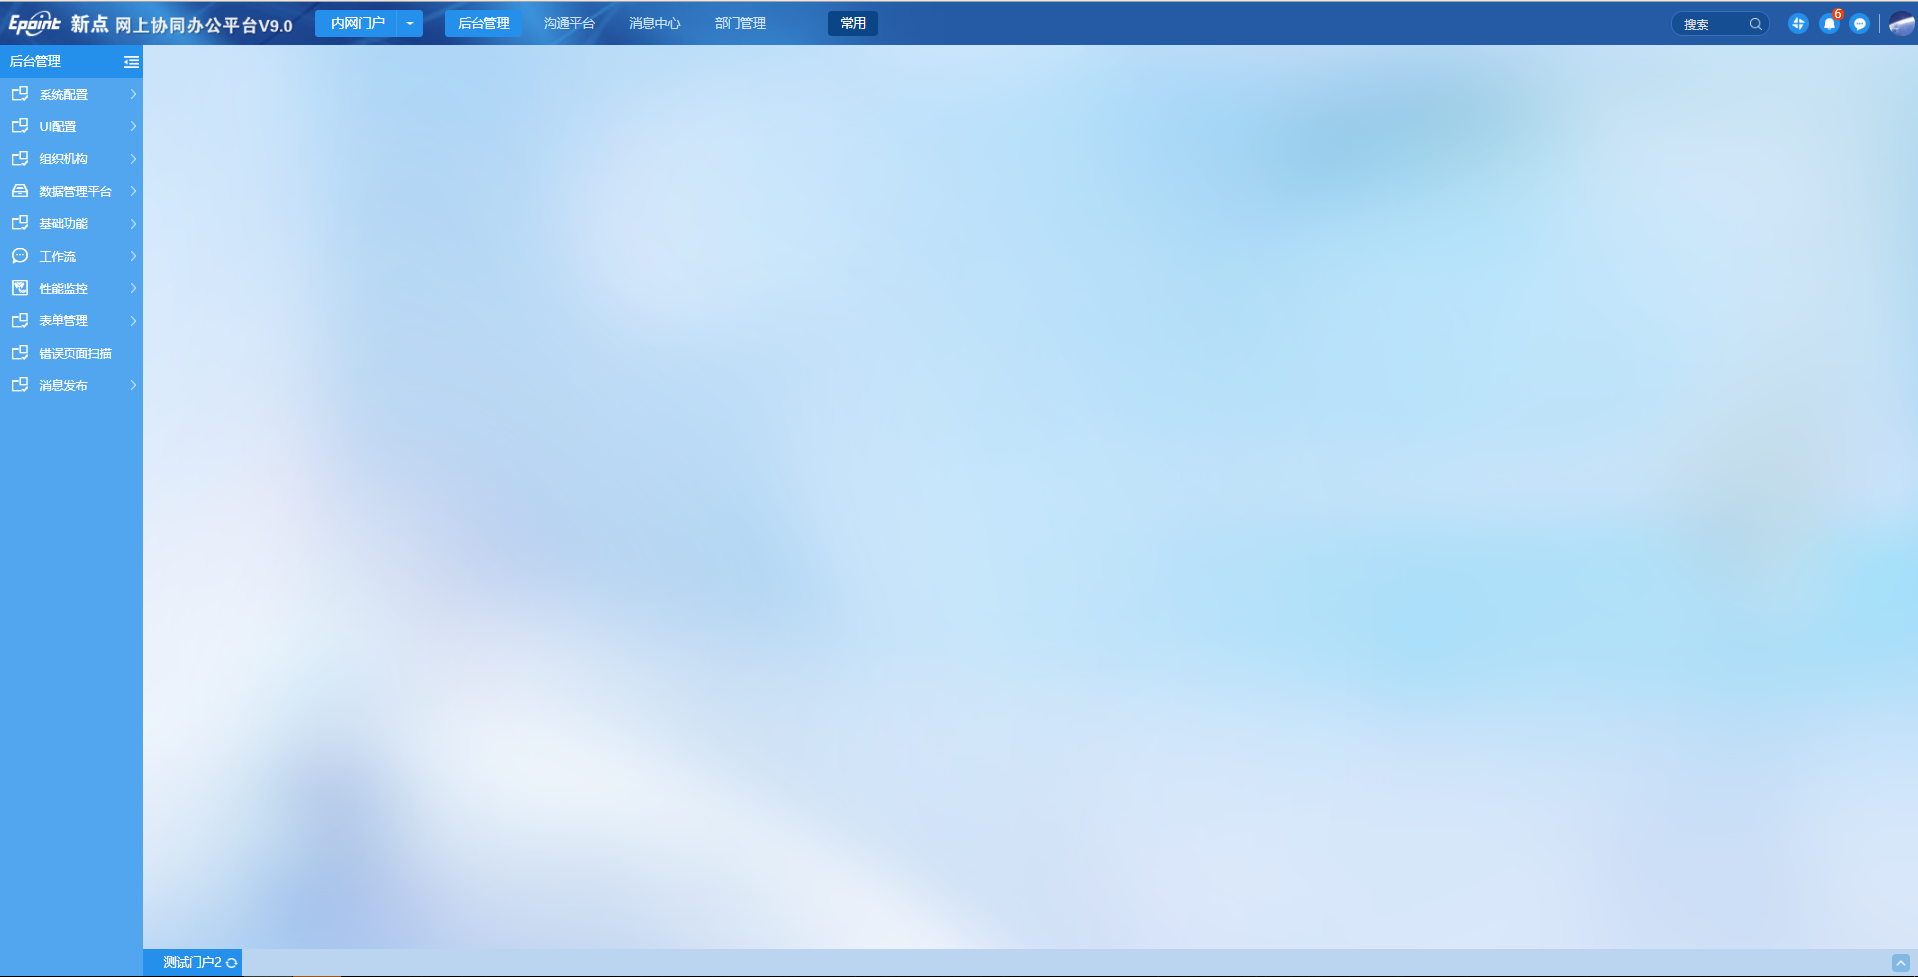 Epoint 新点 网上协同办公平台V9.0 内网门户 后台管理 沟通平台 消息中心 部门管理 常用 搜索 6
后台管理
系统配置
UI配置
组织机构
数据管理平台
基础功能
工作流
性能监控
表单管理
错误页面扫描
消息发布
测试门户2